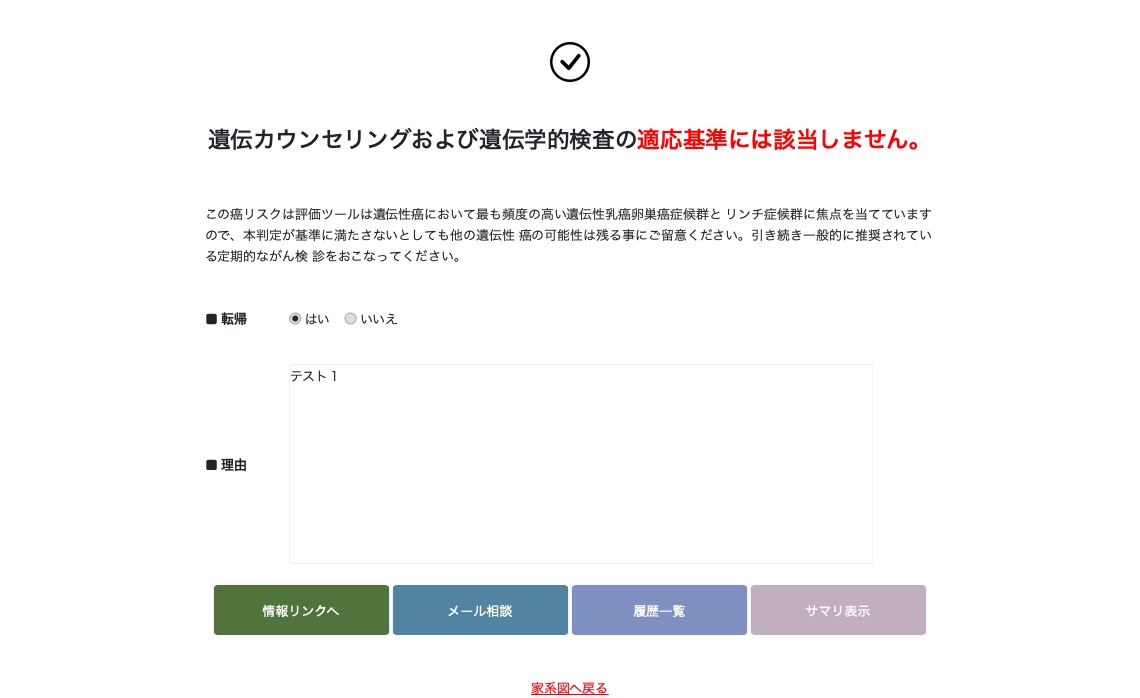 遺伝カウンセリングおよび遺伝学的検査の適応基準には該当しません。
この癌リスクは評価ツールは遺伝性癌において最も頻度の高い遺伝性乳癌卵巣癌症候群と リンチ症候群に焦点を当てています
ので、本判定が基準に満たさないとしても他の遺伝性 癌の可能性は残る事にご留意ください。引き続き一般的に推奨されてい
る定期的ながん検 診をおこなってください。
■ 転帰 はい いいえ
テスト 1
■ 理由
情報リンクへ メール相談 履歴一覧 サマリ表示
家系図へ戻る